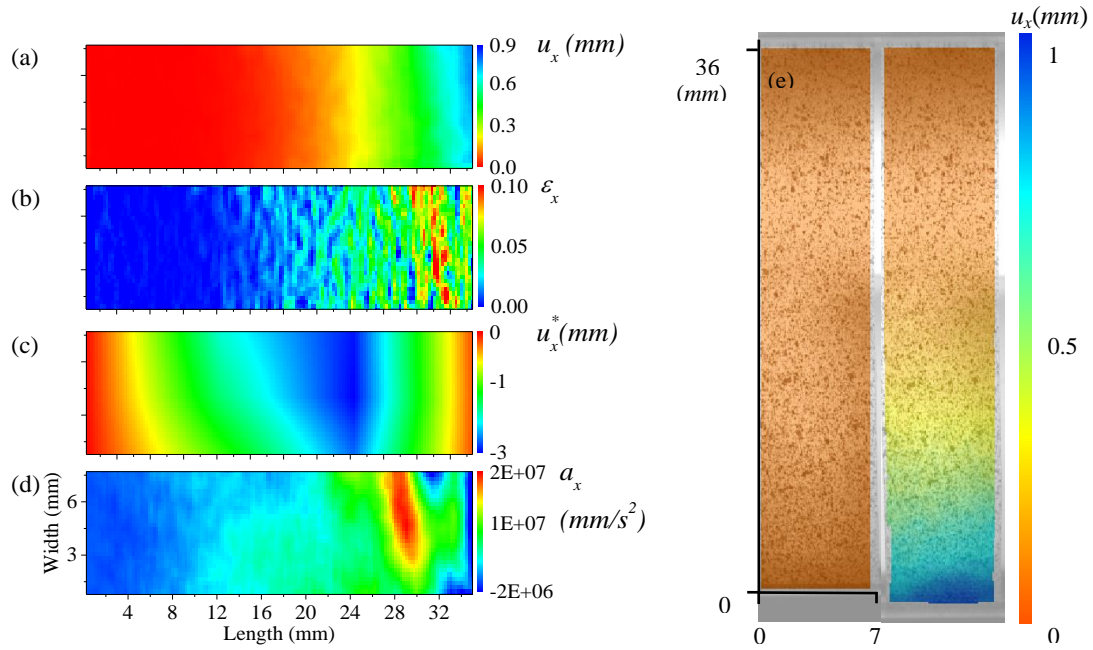 (a)
0.9
0.6
0.3
0.0
u_x (mm)
(b)
0.10
0.05
0.00
ε_x
(c)
0
-1
-3
u_x^*(mm)
(d)
2E+07
1E+07
-2E+06
a_x
(mm/s²)
Width (mm)
6
3
4 8 12 16 20 24 28 32
Length (mm)
36
(mm)
(e)
0
0 7
u_x(mm)
1
0.5
0